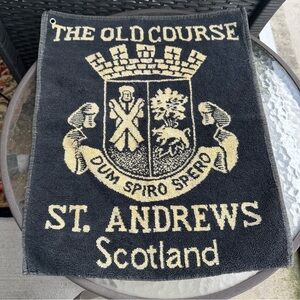 THE OLD COURSE
DUM SPIRO SPERO
ST. ANDREWS
Scotland